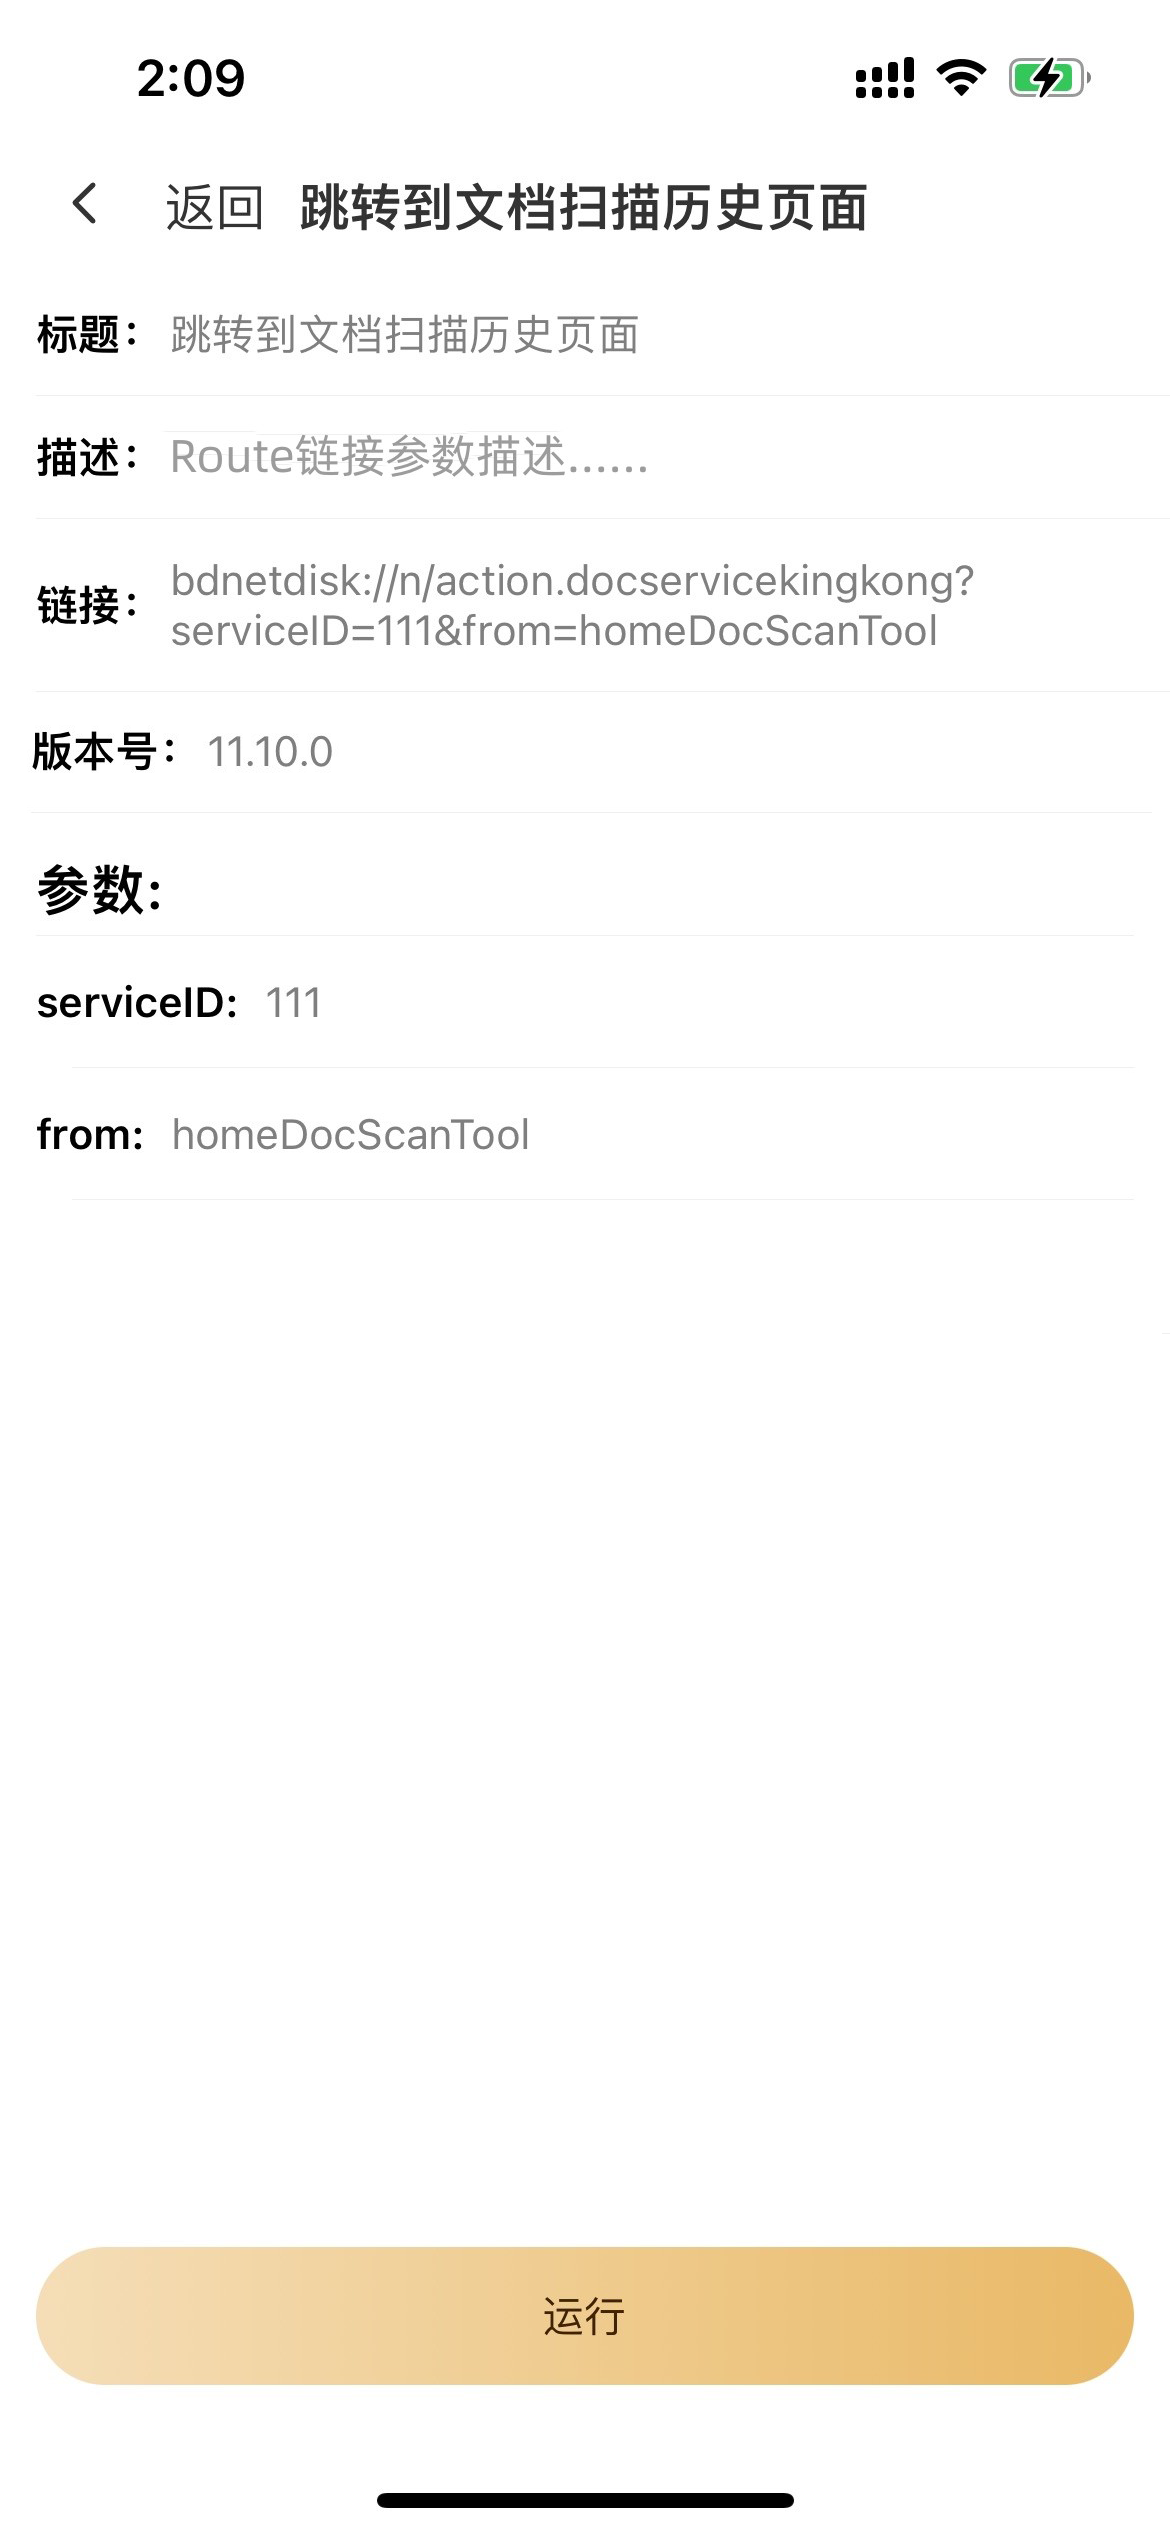 2:09
返回 跳转到文档扫描历史页面
标题： 跳转到文档扫描历史页面
描述： Route链接参数描述......
链接： bdnetdisk://n/action.docservicekingkong?
serviceID=111&from=homeDocScanTool
版本号： 11.10.0
参数:
serviceID: 111
from: homeDocScanTool
运行